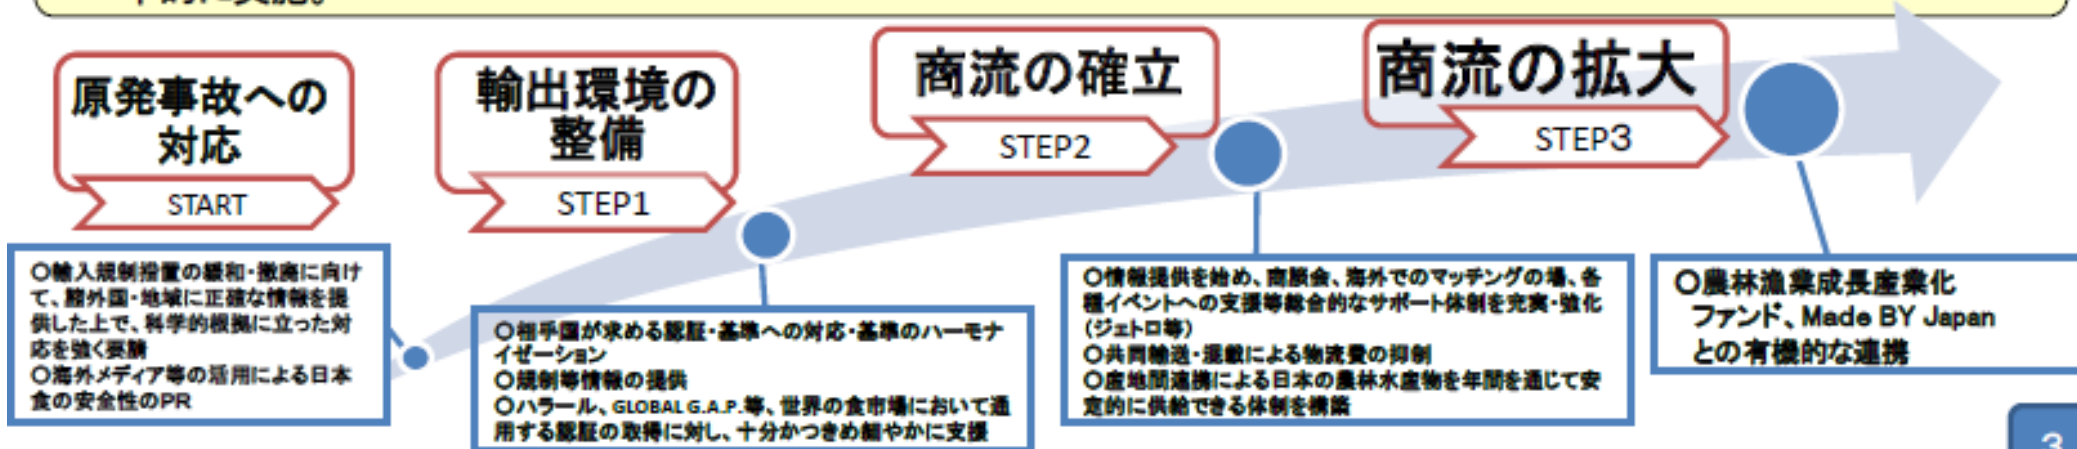 的に実施。
原発事故への
対応
START
輸出環境の
整備
STEP1
商流の確立
STEP2
商流の拡大
STEP3
〇輸入規制措置の緩和・撤廃に向け
て、諸外国・地域に正確な情報を提
供した上で、科学的根拠に立った対
応を強く要請
〇海外メディア等の活用による日本
食の安全性のPR
〇相手国が求める認証・基準への対応・基準のハーモナ
イゼーション
〇規制等情報の提供
〇ハラール、GLOBAL G.A.P.等、世界の食市場において通
用する認証の取得に対し、十分かつきめ細やかに支援
〇情報提供を始め、商談会、海外でのマッチングの場、各
種イベントへの支援等総合的なサポート体制を充実・強化
(ジェトロ等)
〇共同輸送・混載による物流費の抑制
〇産地間連携による日本の農林水産物を年間を通じて安
定的に供給できる体制を構築
〇農林漁業成長産業化
ファンド、Made BY Japan
との有機的な連携
3